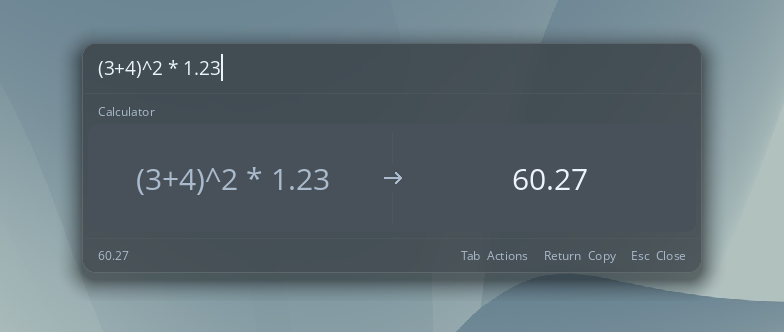 (3+4)^2 * 1.23
Calculator
(3+4)^2 * 1.23 → 60.27
60.27 Tab Actions Return Copy Esc Close